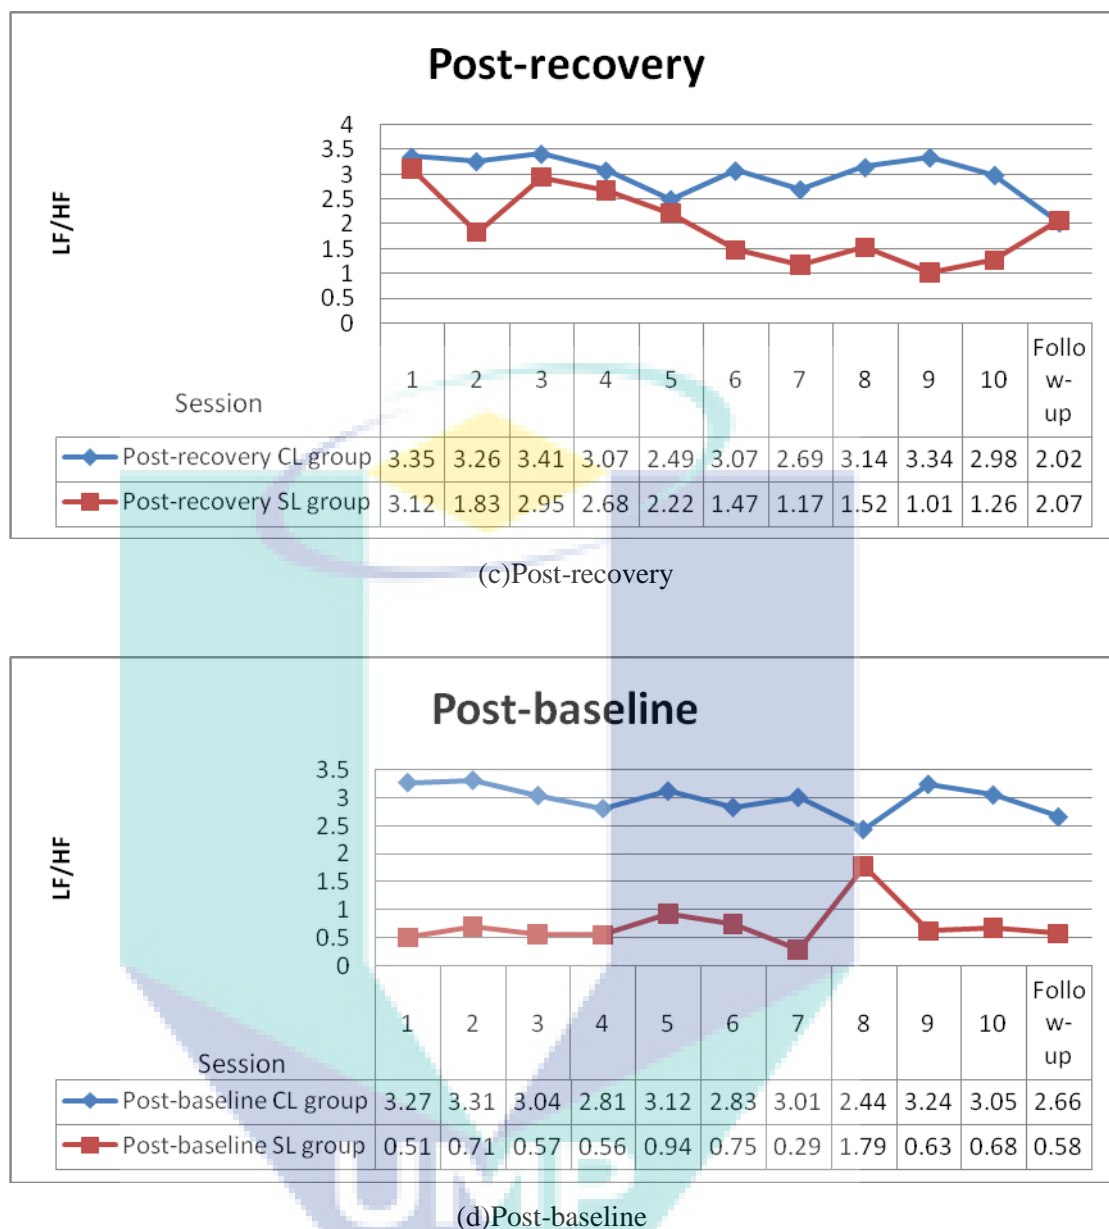 Post-recovery
LF/HF
4
3.5
3
2.5
2
1.5
1
0.5
0
Session
1 2 3 4 5 6 7 8 9 10 Follo
w-
up
Post-recovery CL group 3.35 3.26 3.41 3.07 2.49 3.07 2.69 3.14 3.34 2.98 2.02
Post-recovery SL group 3.12 1.83 2.95 2.68 2.22 1.47 1.17 1.52 1.01 1.26 2.07
(c)Post-recovery
Post-baseline
LF/HF
3.5
3
2.5
2
1.5
1
0.5
0
Session
1 2 3 4 5 6 7 8 9 10 Follo
w-
up
Post-baseline CL group 3.27 3.31 3.04 2.81 3.12 2.83 3.01 2.44 3.24 3.05 2.66
Post-baseline SL group 0.51 0.71 0.57 0.56 0.94 0.75 0.29 1.79 0.63 0.68 0.58
UMP
(d)Post-baseline